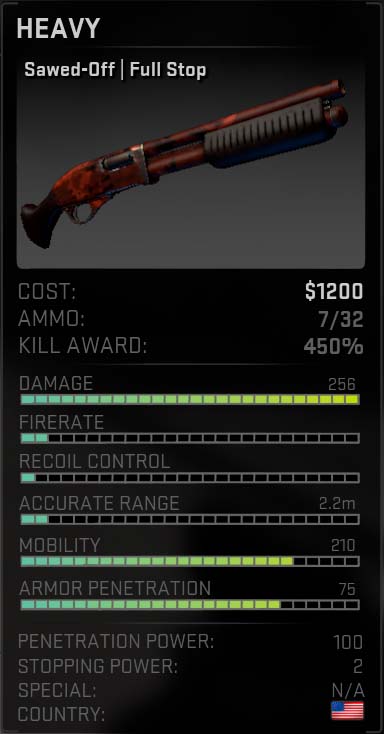 HEAVY
Sawed-Off | Full Stop
COST: $1200
AMMO: 7/32
KILL AWARD: 450%
DAMAGE 256
FIRERATE
RECOIL CONTROL
ACCURATE RANGE 2.2m
MOBILITY 210
ARMOR PENETRATION 75
PENETRATION POWER: 100
STOPPING POWER: 2
SPECIAL: N/A
COUNTRY: